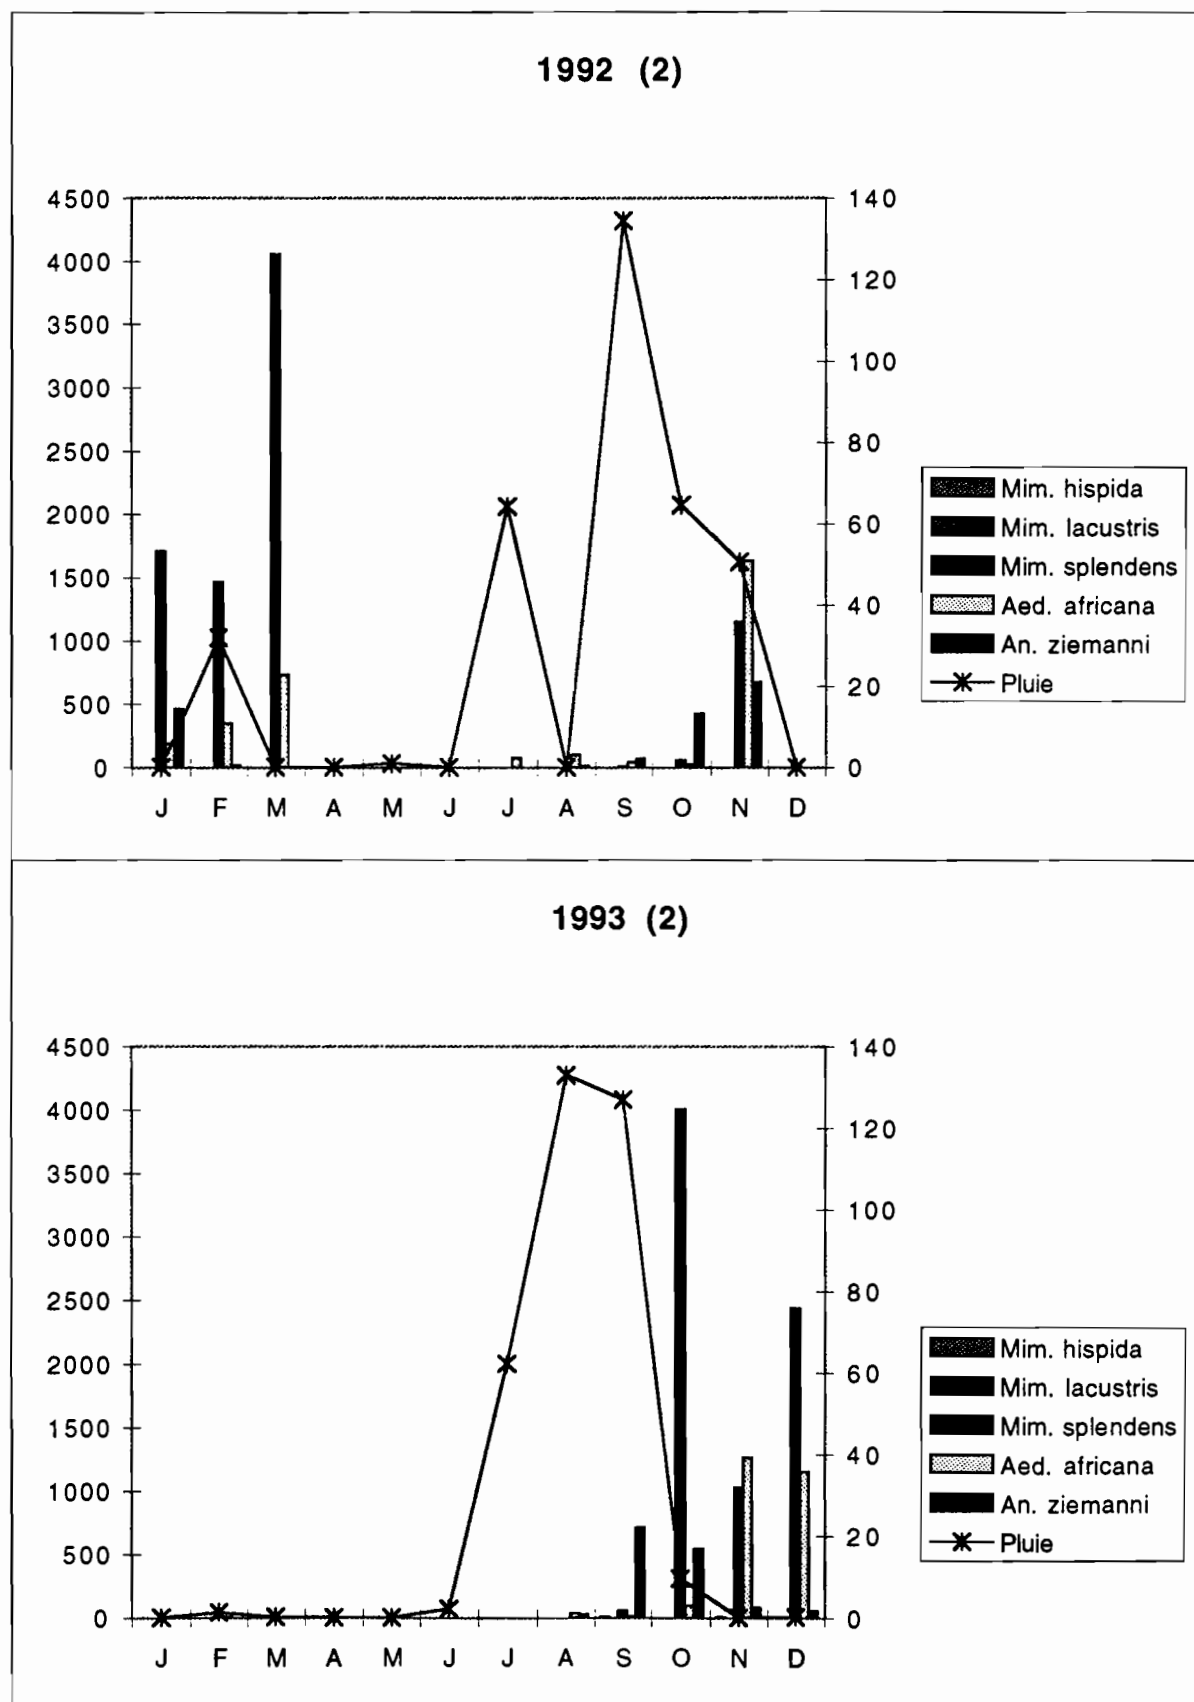 1992 (2)
4500
4000
3500
3000
2500
2000
1500
1000
500
0
140
120
100
80
60
40
20
0
J F M A M J J A S O N D
Mim. hispida
Mim. lacustris
Mim. splendens
Aed. africana
An. ziemanni
Pluie
1993 (2)
4500
4000
3500
3000
2500
2000
1500
1000
500
0
140
120
100
80
60
40
20
0
J F M A M J J A S O N D
Mim. hispida
Mim. lacustris
Mim. splendens
Aed. africana
An. ziemanni
Pluie